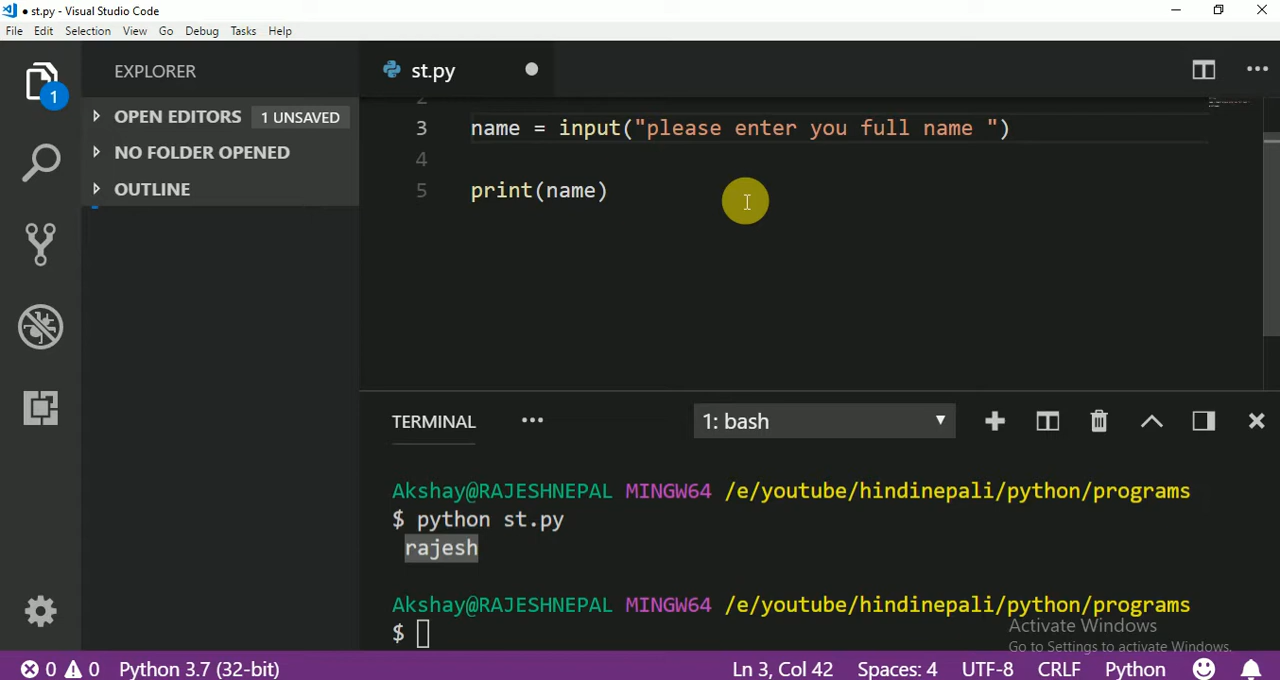 ● st.py - Visual Studio Code
File Edit Selection View Go Debug Tasks Help
EXPLORER
1
OPEN EDITORS 1 UNSAVED
NO FOLDER OPENED
OUTLINE
st.py
2
3 name = input("please enter you full name ")
4
5 print(name)
TERMINAL
1: bash
Akshay@RAJESHNEPAL MINGW64 /e/youtube/hindinepali/python/programs
$ python st.py
rajesh
Akshay@RAJESHNEPAL MINGW64 /e/youtube/hindinepali/python/programs
$
Activate Windows
Go to Settings to activate Windows.
0 0 Python 3.7 (32-bit) Ln 3, Col 42 Spaces: 4 UTF-8 CRLF Python